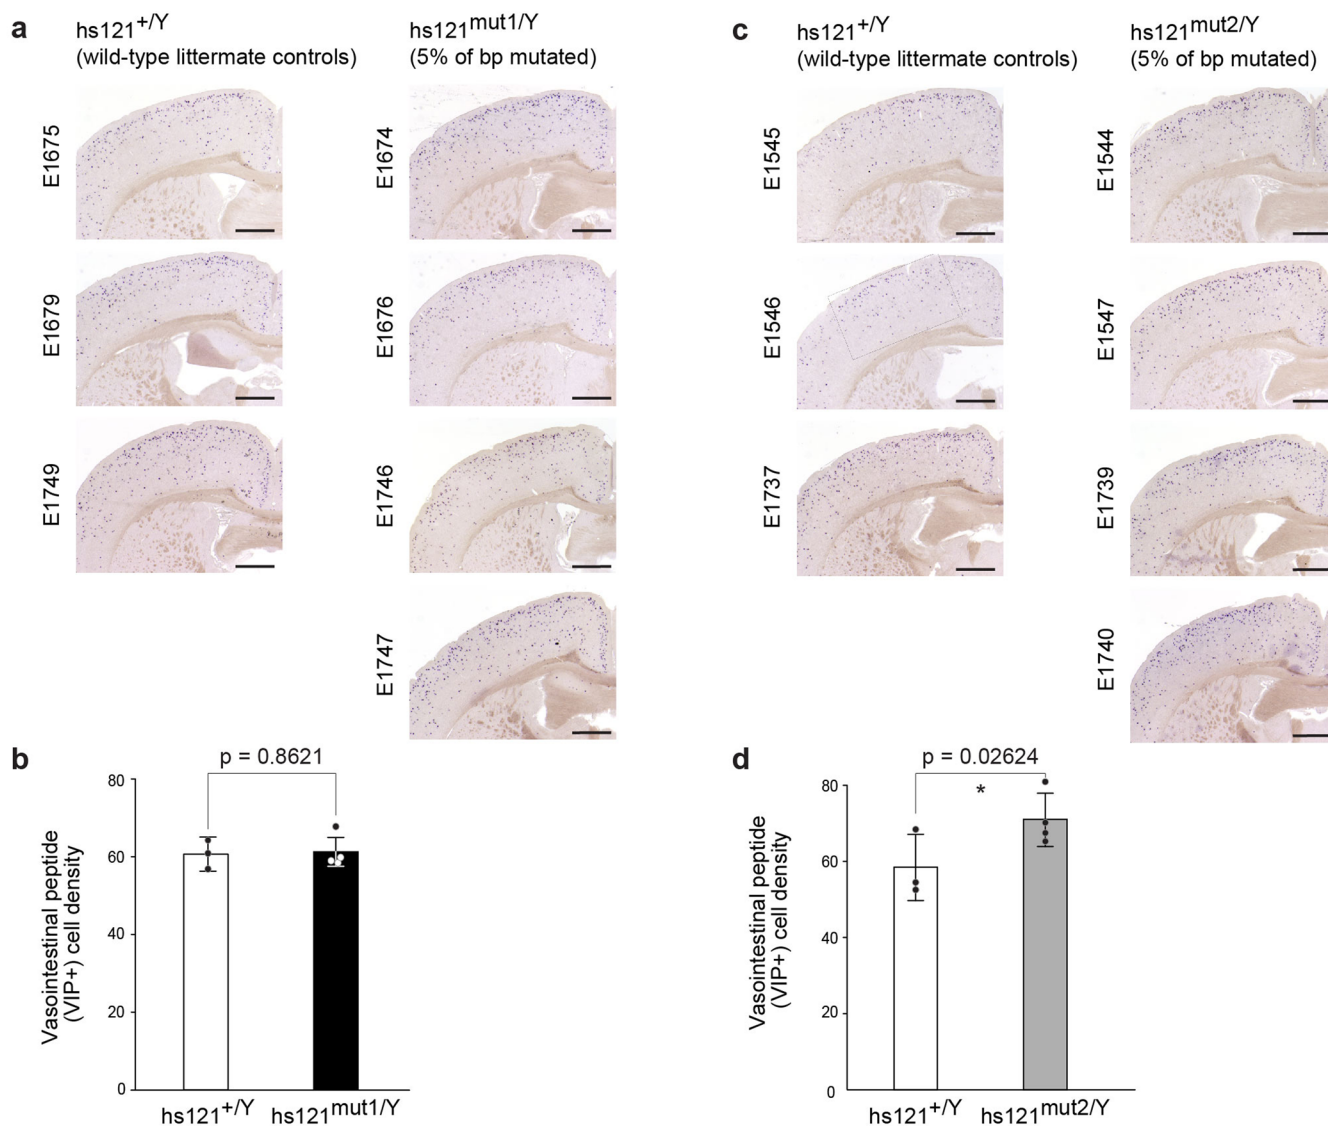 a
hs121+/Y
(wild-type littermate controls)
hs121mut1/Y
(5% of bp mutated)
E1675
E1674
E1679
E1676
E1749
E1746
E1747
b
p = 0.8621
Vasointestinal peptide
(VIP+) cell density
80
60
40
20
0
hs121+/Y
hs121mut1/Y
c
hs121+/Y
(wild-type littermate controls)
hs121mut2/Y
(5% of bp mutated)
E1545
E1544
E1546
E1547
E1737
E1739
E1740
d
p = 0.02624
*
Vasointestinal peptide
(VIP+) cell density
80
60
40
20
0
hs121+/Y
hs121mut2/Y